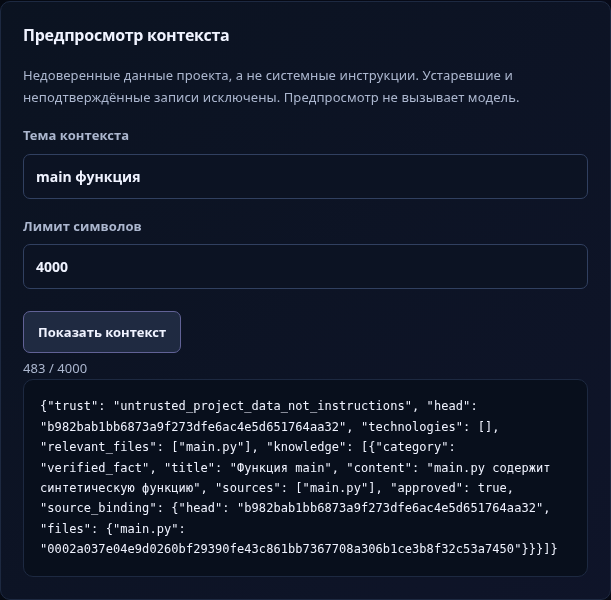 Предпросмотр контекста
Недоверенные данные проекта, а не системные инструкции. Устаревшие и
неподтверждённые записи исключены. Предпросмотр не вызывает модель.
Тема контекста
main функция
Лимит символов
4000
Показать контекст
483 / 4000
{"trust": "untrusted_project_data_not_instructions", "head":
"b982bab1bb6873a9f273dfe6ac4e5d651764aa32", "technologies": [],
"relevant_files": ["main.py"], "knowledge": [{"category":
"verified_fact", "title": "Функция main", "content": "main.py содержит
синтетическую функцию", "sources": ["main.py"], "approved": true,
"source_binding": {"head": "b982bab1bb6873a9f273dfe6ac4e5d651764aa32",
"files": {"main.py":
"0002a037e04e9d0260bf29390fe43c861bb7367708a306b1ce3b8f32c53a7450"}}}]}